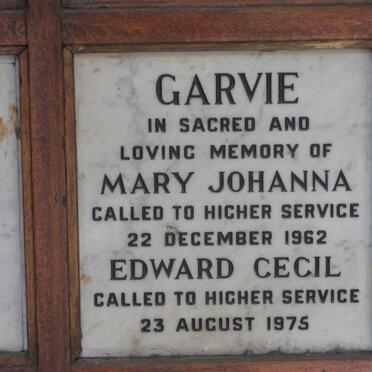 GARVIE
IN SACRED AND
LOVING MEMORY OF
MARY JOHANNA
CALLED TO HIGHER SERVICE
22 DECEMBER 1962
EDWARD CECIL
CALLED TO HIGHER SERVICE
23 AUGUST 1975